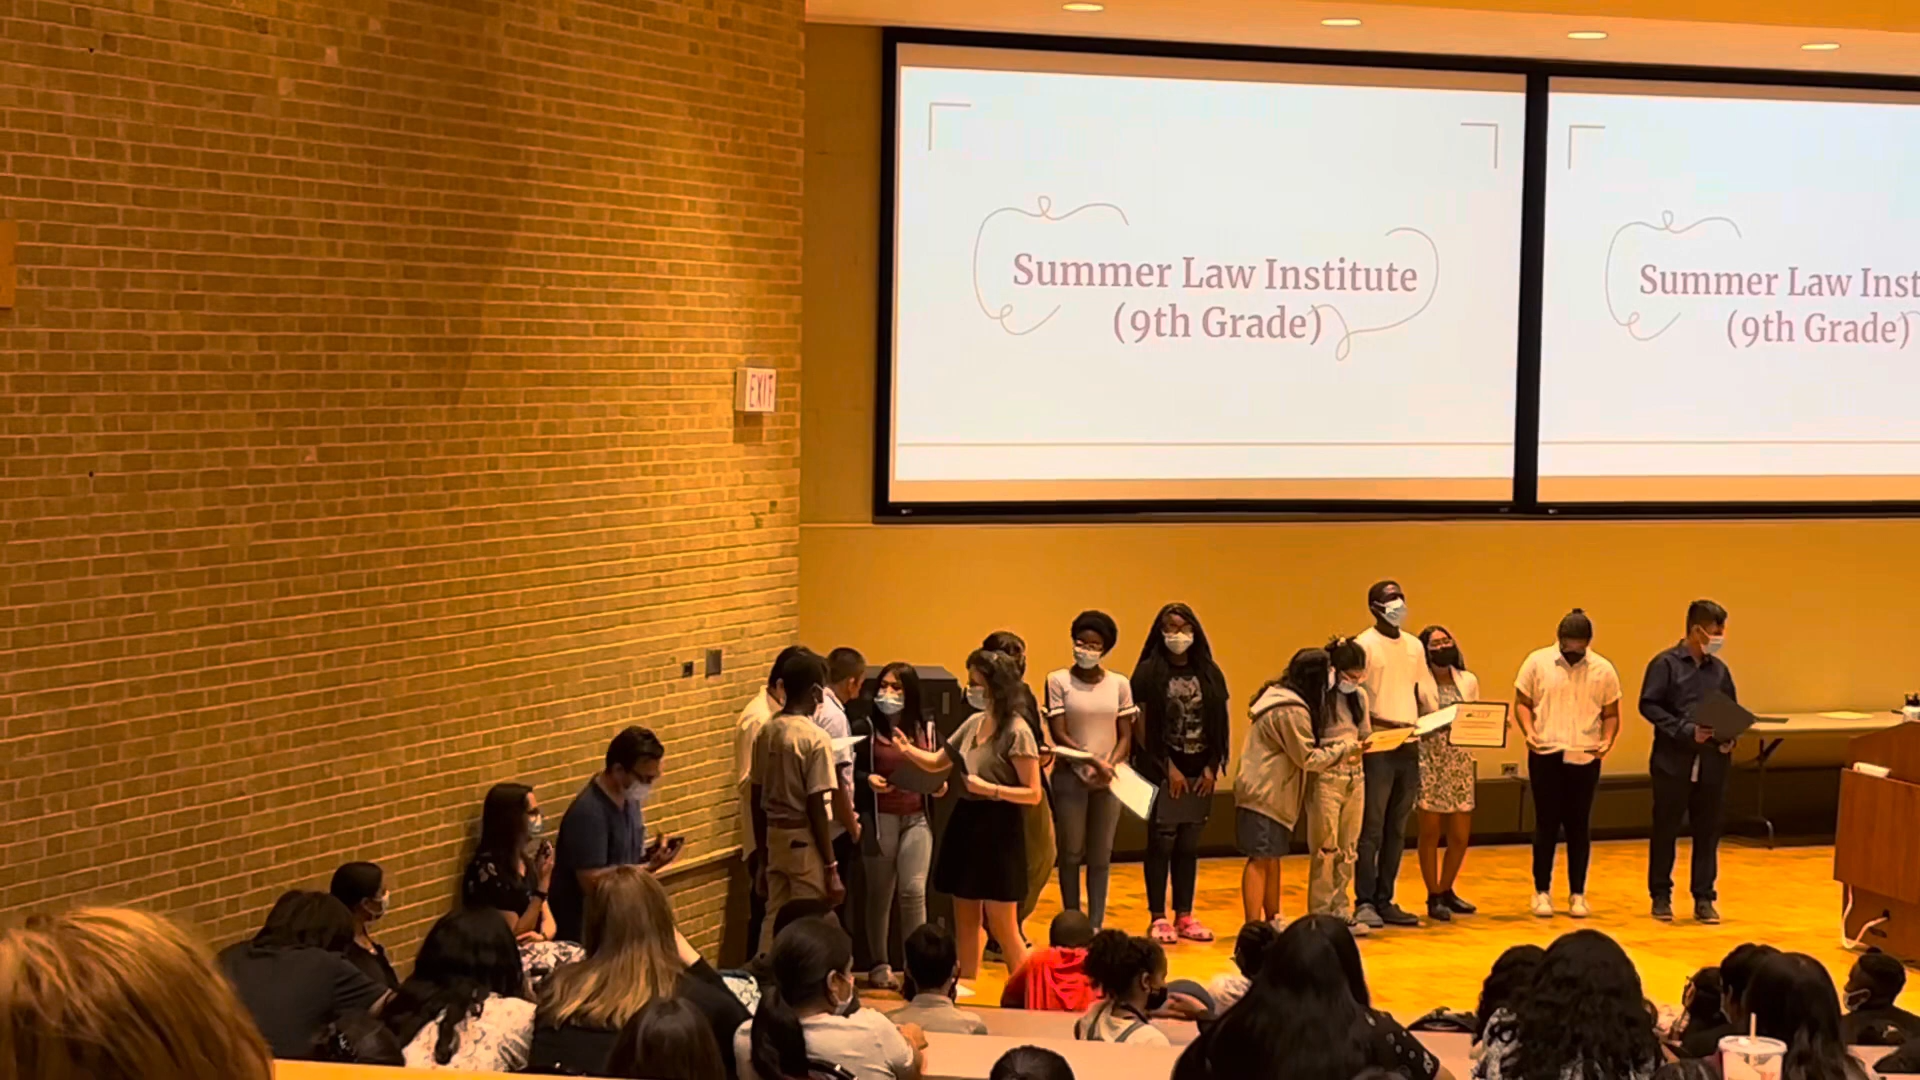 Summer Law Institute
(9th Grade)
Summer Law Inst
(9th Grade)
EXIT